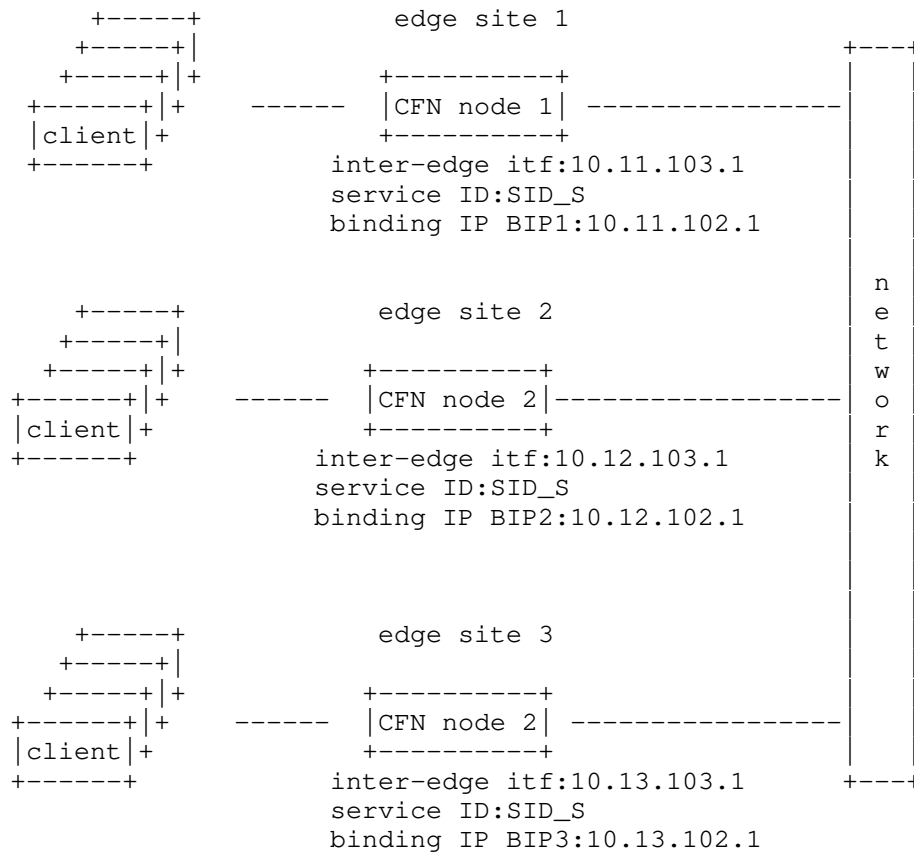 edge site 1
CFN node 1
client
inter-edge itf:10.11.103.1
service ID:SID_S
binding IP BIP1:10.11.102.1
network
edge site 2
CFN node 2
client
inter-edge itf:10.12.103.1
service ID:SID_S
binding IP BIP2:10.12.102.1
edge site 3
CFN node 2
client
inter-edge itf:10.13.103.1
service ID:SID_S
binding IP BIP3:10.13.102.1